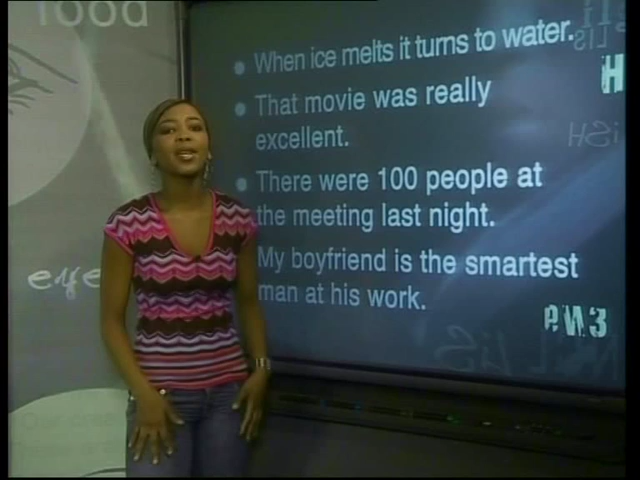 food
When ice melts it turns to water.
That movie was really
excellent.
There were 100 people at
the meeting last night.
eye
My boyfriend is the smartest
man at his work.